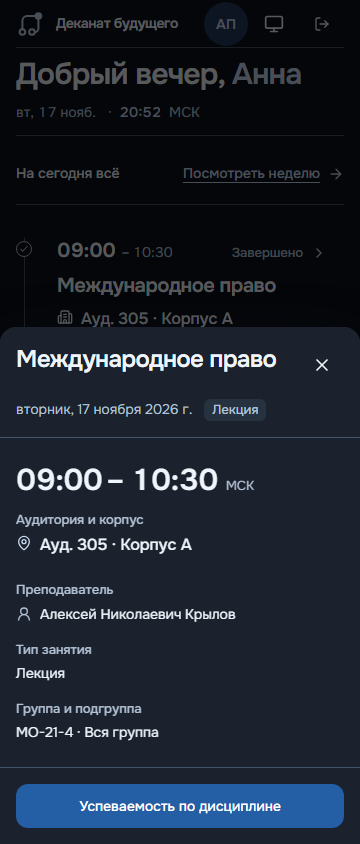 Деканат будущего
АП
Добрый вечер, Анна
вт, 17 нояб. · 20:52 МСК
На сегодня всё
Посмотреть неделю
09:00 – 10:30
Завершено
Международное право
Ауд. 305 · Корпус А
Международное право
вторник, 17 ноября 2026 г.
Лекция
09:00 – 10:30 МСК
Аудитория и корпус
Ауд. 305 · Корпус А
Преподаватель
Алексей Николаевич Крылов
Тип занятия
Лекция
Группа и подгруппа
МО-21-4 · Вся группа
Успеваемость по дисциплине